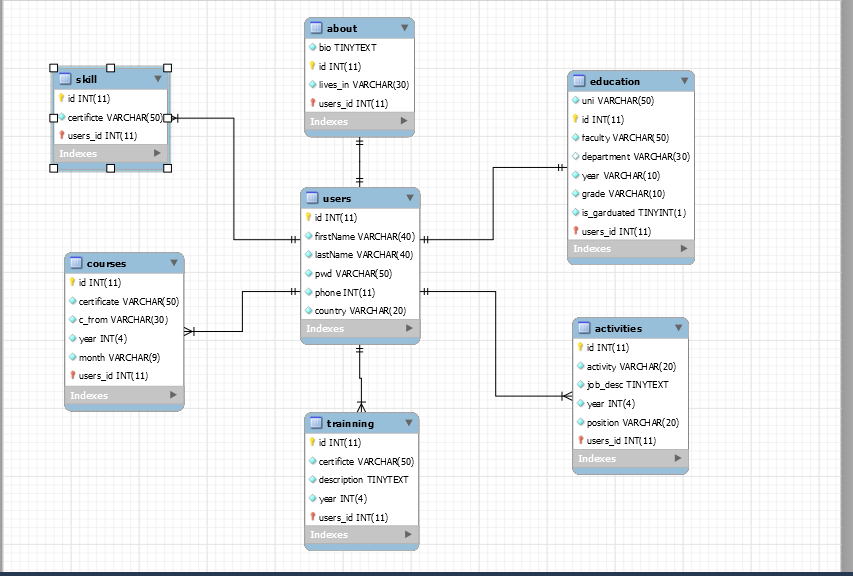 about
bio TINYTEXT
id INT(11)
lives_in VARCHAR(30)
users_id INT(11)
Indexes
skill
id INT(11)
certificte VARCHAR(50)
users_id INT(11)
Indexes
education
uni VARCHAR(50)
id INT(11)
faculty VARCHAR(50)
department VARCHAR(30)
year VARCHAR(10)
grade VARCHAR(10)
is_garduated TINYINT(1)
users_id INT(11)
Indexes
users
id INT(11)
firstName VARCHAR(40)
lastName VARCHAR(40)
pwd VARCHAR(50)
phone INT(11)
country VARCHAR(20)
Indexes
courses
id INT(11)
certificate VARCHAR(50)
c_from VARCHAR(30)
year INT(4)
month VARCHAR(9)
users_id INT(11)
Indexes
activities
id INT(11)
activity VARCHAR(20)
job_desc TINYTEXT
year INT(4)
position VARCHAR(20)
users_id INT(11)
Indexes
trainning
id INT(11)
certificte VARCHAR(50)
description TINYTEXT
year INT(4)
users_id INT(11)
Indexes